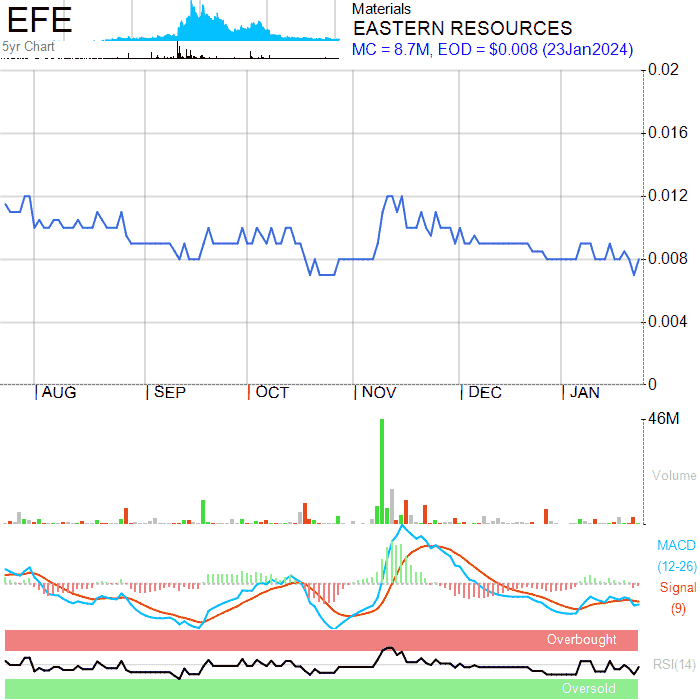 EFE
5yr Chart
Materials
EASTERN RESOURCES
MC = 8.7M, EOD = $0.008 (23Jan2024)
0.02
0.016
0.012
0.008
0.004
0
AUG SEP OCT NOV DEC JAN
46M
Volume
MACD
(12-26)
Signal
(9)
Overbought
RSI(14)
Oversold